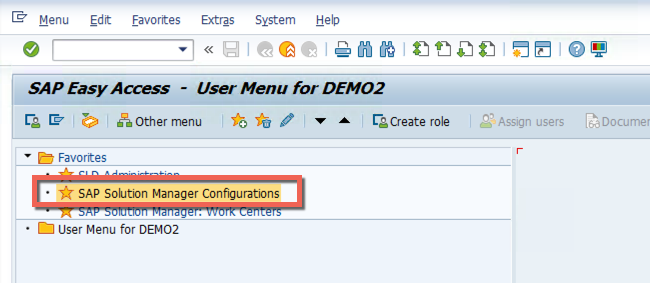 Menu Edit Favorites Extras System Help
SAP Easy Access - User Menu for DEMO2
Other menu Create role Assign users Documen
Favorites
SLD Administration
SAP Solution Manager Configurations
SAP Solution Manager: Work Centers
User Menu for DEMO2